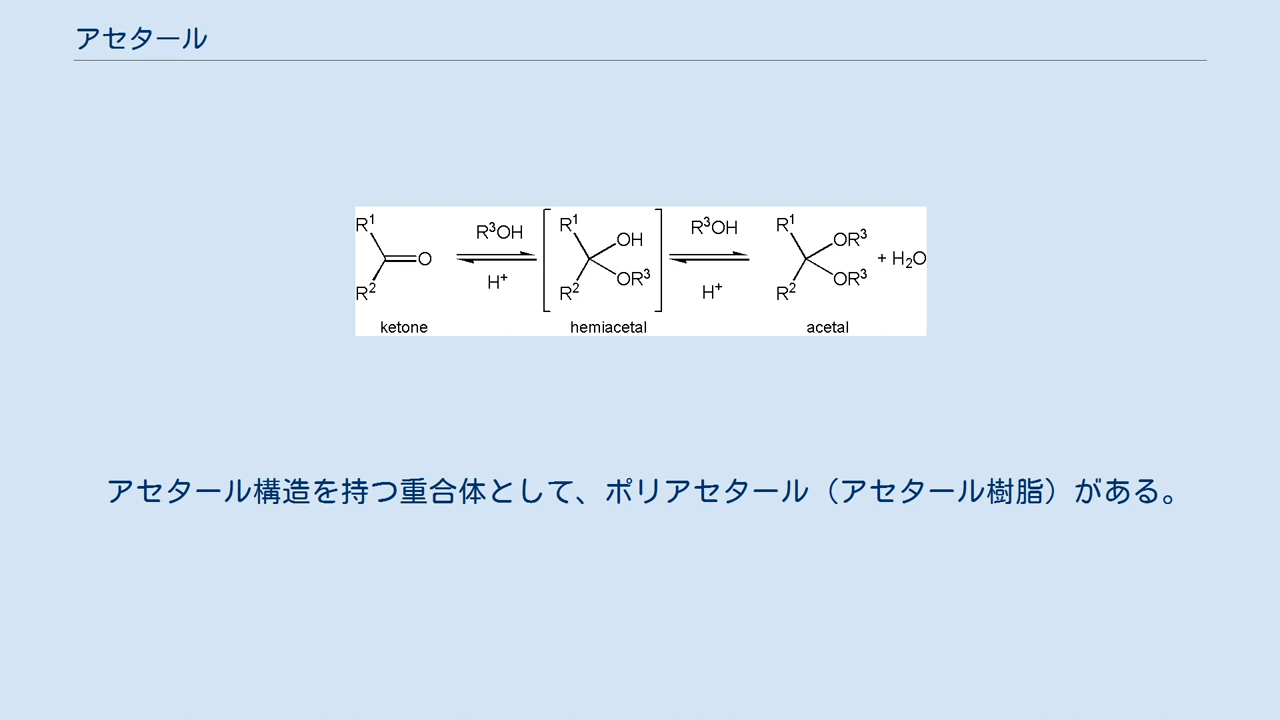 アセタール
R¹ R³OH R¹ OH R³OH R¹ OR³
O + H₂O
R² H⁺ R² OR³ H⁺ R² OR³
ketone hemiacetal acetal
アセタール構造を持つ重合体として、ポリアセタール（アセタール樹脂）がある。